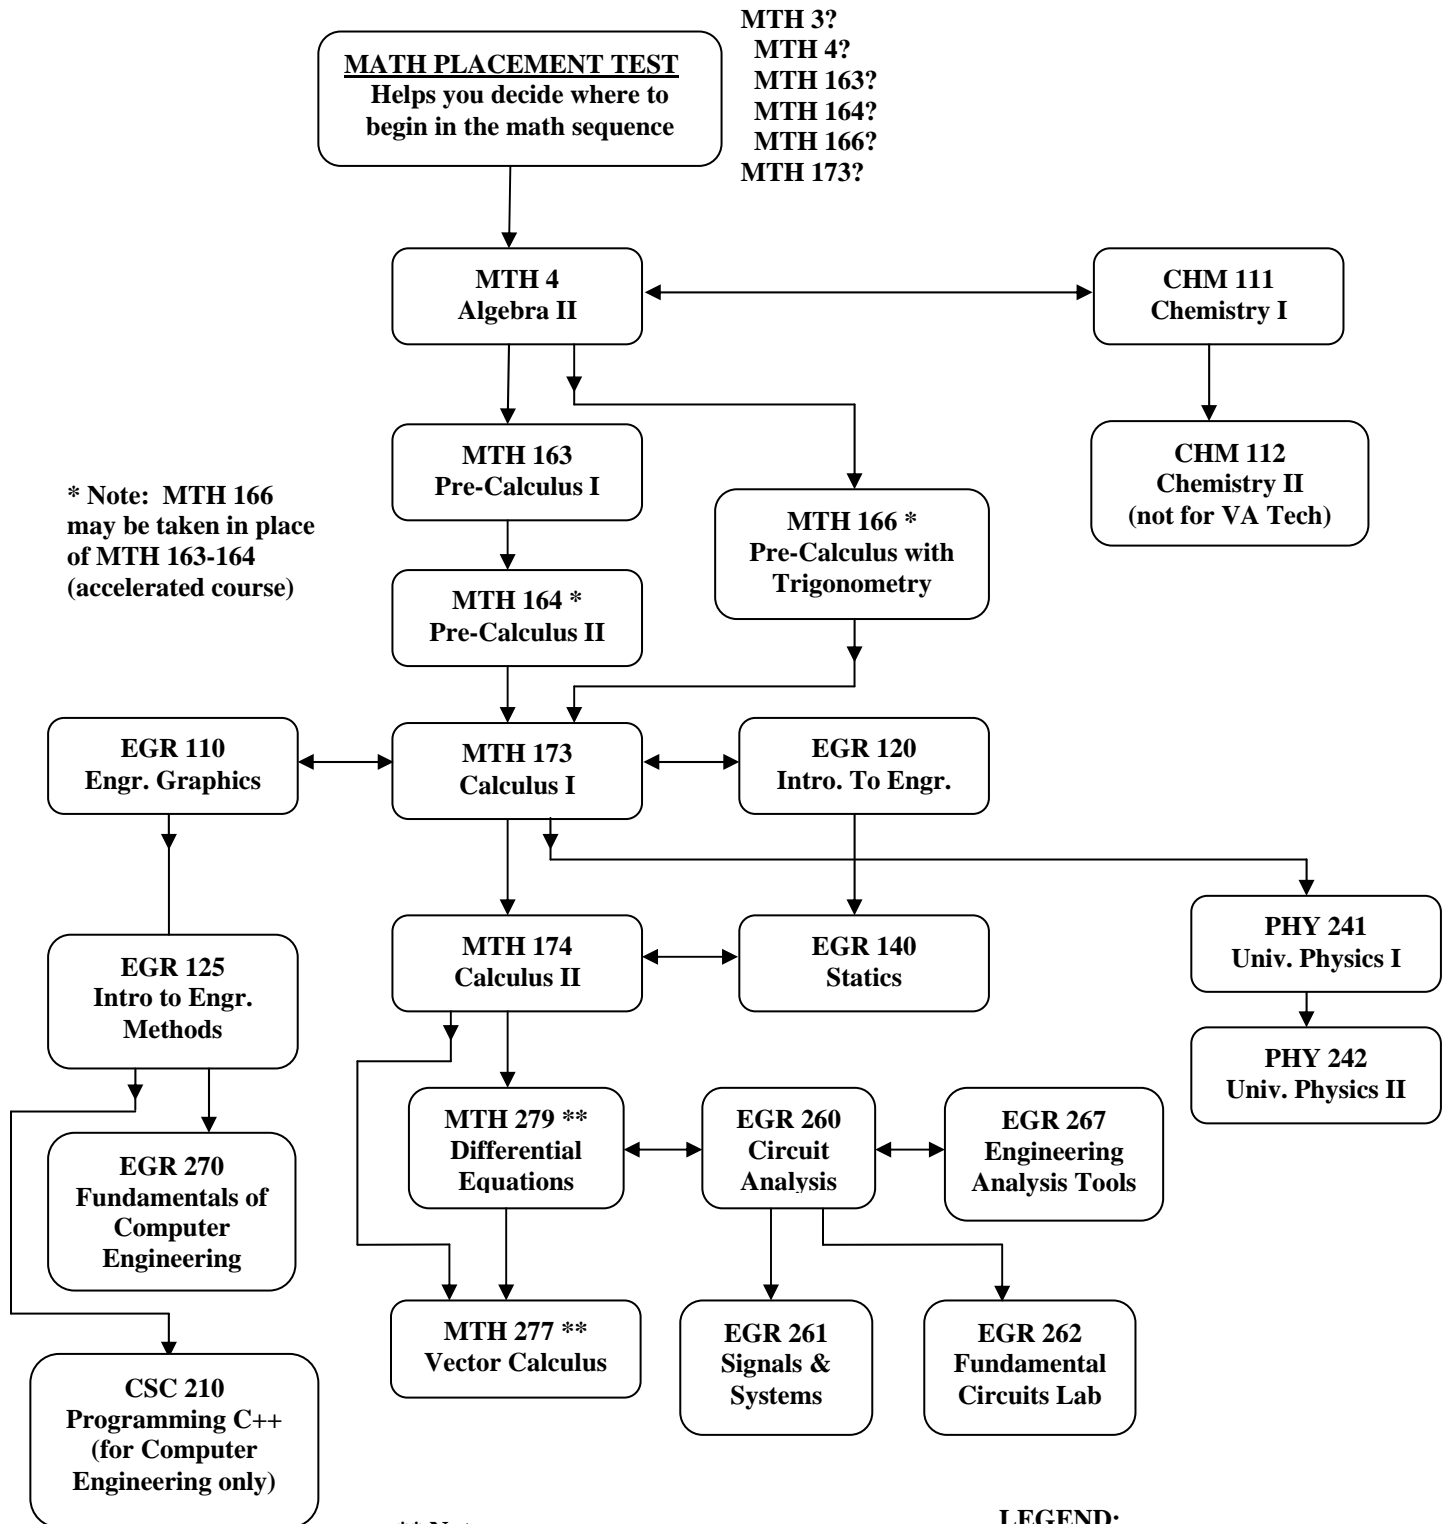 MTH 3?
MTH 4?
MTH 163?
MTH 164?
MTH 166?
MTH 173?
MATH PLACEMENT TEST
Helps you decide where to
begin in the math sequence
MTH 4
Algebra II
CHM 111
Chemistry I
MTH 163
Pre-Calculus I
CHM 112
Chemistry II
(not for VA Tech)
* Note:  MTH 166
may be taken in place
of MTH 163-164
(accelerated course)
MTH 166 *
Pre-Calculus with
Trigonometry
MTH 164 *
Pre-Calculus II
EGR 110
Engr. Graphics
MTH 173
Calculus I
EGR 120
Intro. To Engr.
MTH 174
Calculus II
EGR 140
Statics
PHY 241
Univ. Physics I
EGR 125
Intro to Engr.
Methods
PHY 242
Univ. Physics II
MTH 279 **
Differential
Equations
EGR 260
Circuit
Analysis
EGR 267
Engineering
Analysis Tools
EGR 270
Fundamentals of
Computer
Engineering
MTH 277 **
Vector Calculus
EGR 261
Signals &
Systems
EGR 262
Fundamental
Circuits Lab
CSC 210
Programming C++
(for Computer
Engineering only)
** Note
LEGEND: